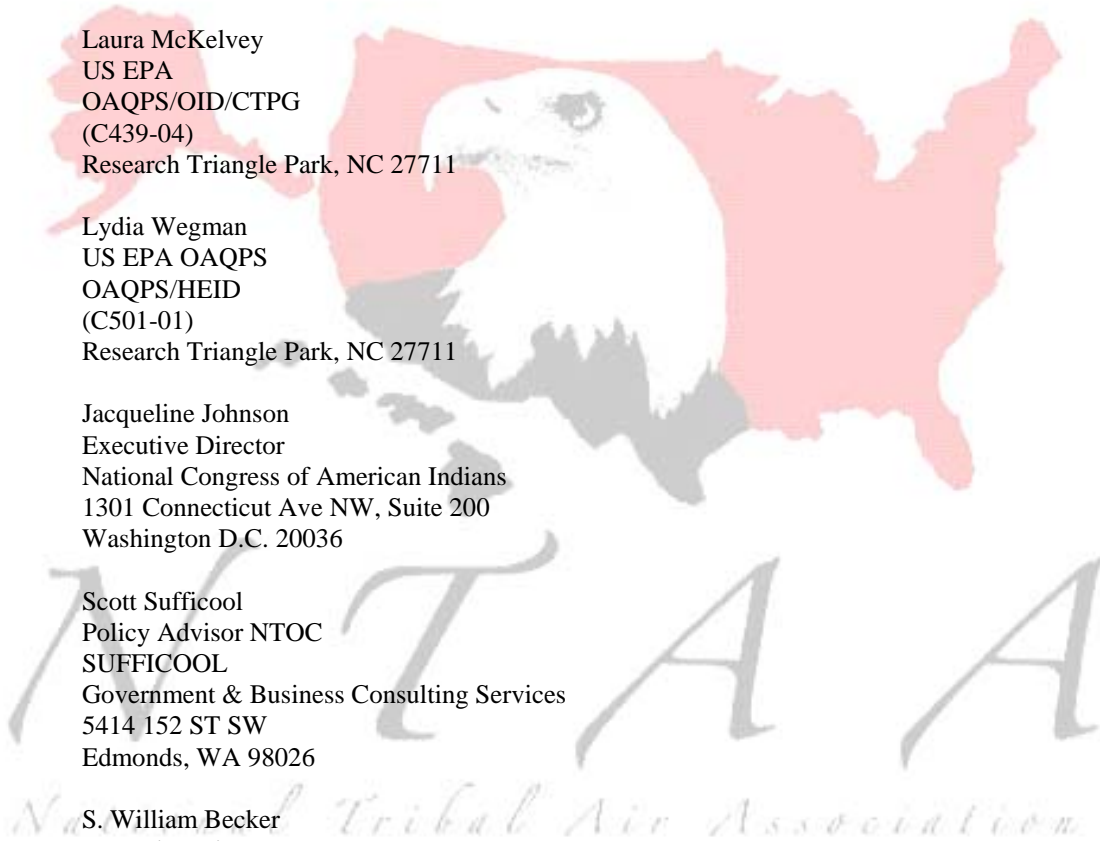 Laura McKelvey
US EPA
OAQPS/OID/CTPG
(C439-04)
Research Triangle Park, NC 27711
Lydia Wegman
US EPA OAQPS
OAQPS/HEID
(C501-01)
Research Triangle Park, NC 27711
Jacqueline Johnson
Executive Director
National Congress of American Indians
1301 Connecticut Ave NW, Suite 200
Washington D.C. 20036
Scott Sufficool
Policy Advisor NTOC
SUFFICOOL
Government & Business Consulting Services
5414 152 ST SW
Edmonds, WA 98026
NTAA
S. William Becker
National Tribal Air Association